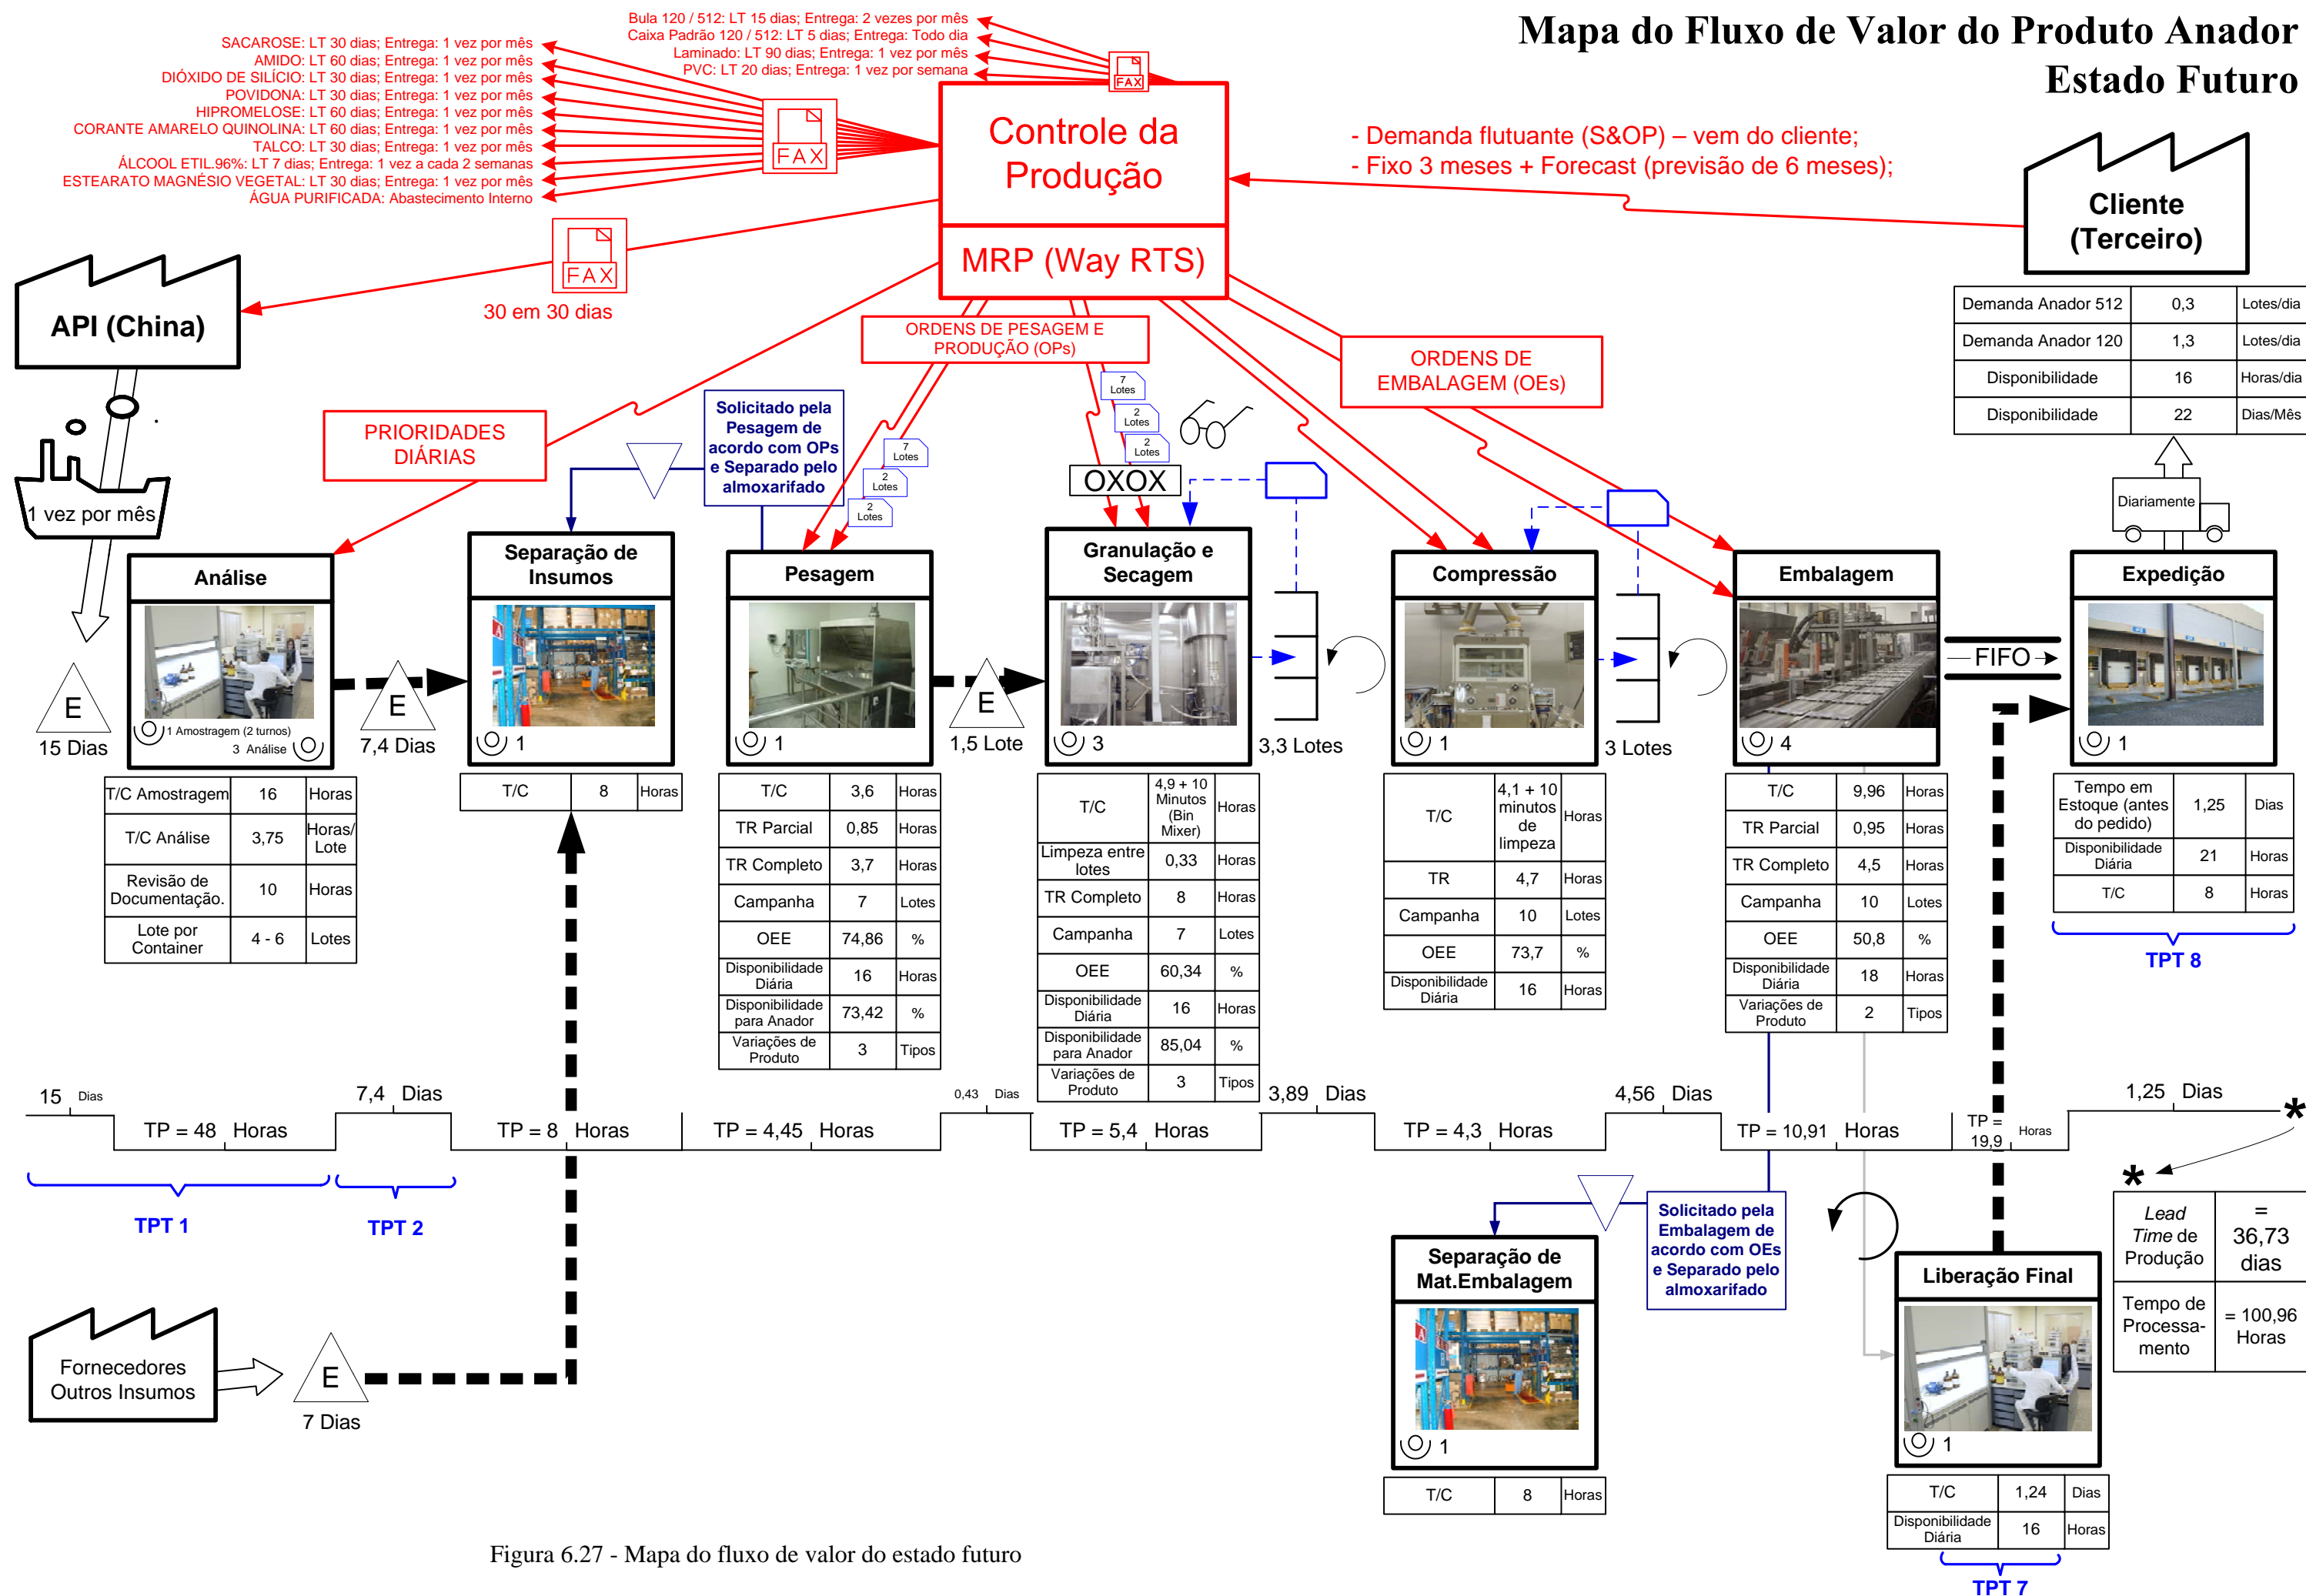 Mapa do Fluxo de Valor do Produto Anador
Estado Futuro
Bula 120 / 512: LT 15 dias; Entrega: 2 vezes por mês
Caixa Padrão 120 / 512: LT 5 dias; Entrega: Todo dia
Laminado: LT 90 dias; Entrega: 1 vez por mês
PVC: LT 20 dias; Entrega: 1 vez por semana
FAX
SACAROSE: LT 30 dias; Entrega: 1 vez por mês
AMIDO: LT 60 dias; Entrega: 1 vez por mês
DIÓXIDO DE SILÍCIO: LT 30 dias; Entrega: 1 vez por mês
POVIDONA: LT 30 dias; Entrega: 1 vez por mês
HIPROMELOSE: LT 60 dias; Entrega: 1 vez por mês
CORANTE AMARELO QUINOLINA: LT 60 dias; Entrega: 1 vez por mês
TALCO: LT 30 dias; Entrega: 1 vez por mês
ÁLCOOL ETIL.96%: LT 7 dias; Entrega: 1 vez a cada 2 semanas
ESTEARATO MAGNÉSIO VEGETAL: LT 30 dias; Entrega: 1 vez por mês
ÁGUA PURIFICADA: Abastecimento Interno
FAX
Controle da
Produção
MRP (Way RTS)
- Demanda flutuante (S&OP) – vem do cliente;
- Fixo 3 meses + Forecast (previsão de 6 meses);
Cliente
(Terceiro)
FAX
30 em 30 dias
API (China)
Demanda Anador 512 0,3 Lotes/dia
Demanda Anador 120 1,3 Lotes/dia
Disponibilidade 16 Horas/dia
Disponibilidade 22 Dias/Mês
ORDENS DE PESAGEM E
PRODUÇÃO (OPs)
ORDENS DE
EMBALAGEM (OEs)
PRIORIDADES
DIÁRIAS
Solicitado pela
Pesagem de
acordo com OPs
e Separado pelo
almoxarifado
7
Lotes
2
Lotes
2
Lotes
7
Lotes
2
Lotes
2
Lotes
OXOX
1 vez por mês
Diariamente
Análise
1 Amostragem (2 turnos)
3 Análise
Separação de
Insumos
1
Pesagem
1
Granulação e
Secagem
3
Compressão
1
Embalagem
4
Expedição
1
FIFO
E
15 Dias
E
7,4 Dias
E
1,5 Lote
3,3 Lotes
3 Lotes
T/C Amostragem 16 Horas
T/C Análise 3,75 Horas/
Lote
Revisão de
Documentação. 10 Horas
Lote por
Container 4 - 6 Lotes
T/C 8 Horas
T/C 3,6 Horas
TR Parcial 0,85 Horas
TR Completo 3,7 Horas
Campanha 7 Lotes
OEE 74,86 %
Disponibilidade
Diária 16 Horas
Disponibilidade
para Anador 73,42 %
Variações de
Produto 3 Tipos
T/C 4,9 + 10
Minutos
(Bin
Mixer) Horas
Limpeza entre
lotes 0,33 Horas
TR Completo 8 Horas
Campanha 7 Lotes
OEE 60,34 %
Disponibilidade
Diária 16 Horas
Disponibilidade
para Anador 85,04 %
Variações de
Produto 3 Tipos
T/C 4,1 + 10
minutos
de
limpeza Horas
TR 4,7 Horas
Campanha 10 Lotes
OEE 73,7 %
Disponibilidade
Diária 16 Horas
T/C 9,96 Horas
TR Parcial 0,95 Horas
TR Completo 4,5 Horas
Campanha 10 Lotes
OEE 50,8 %
Disponibilidade
Diária 18 Horas
Variações de
Produto 2 Tipos
Tempo em
Estoque (antes
do pedido) 1,25 Dias
Disponibilidade
Diária 21 Horas
T/C 8 Horas
TPT 8
15 Dias
TP = 48 Horas
7,4 Dias
TP = 8 Horas
TP = 4,45 Horas
0,43 Dias
TP = 5,4 Horas
3,89 Dias
TP = 4,3 Horas
4,56 Dias
TP = 10,91 Horas
TP =
19,9 Horas
1,25 Dias
*
*
TPT 1
TPT 2
Lead
Time de
Produção =
36,73
dias
Tempo de
Processa-
mento = 100,96
Horas
Solicitado pela
Embalagem de
acordo com OEs
e Separado pelo
almoxarifado
Separação de
Mat.Embalagem
1
T/C 8 Horas
Liberação Final
1
T/C 1,24 Dias
Disponibilidade
Diária 16 Horas
TPT 7
Fornecedores
Outros Insumos
E
7 Dias
Figura 6.27 - Mapa do fluxo de valor do estado futuro